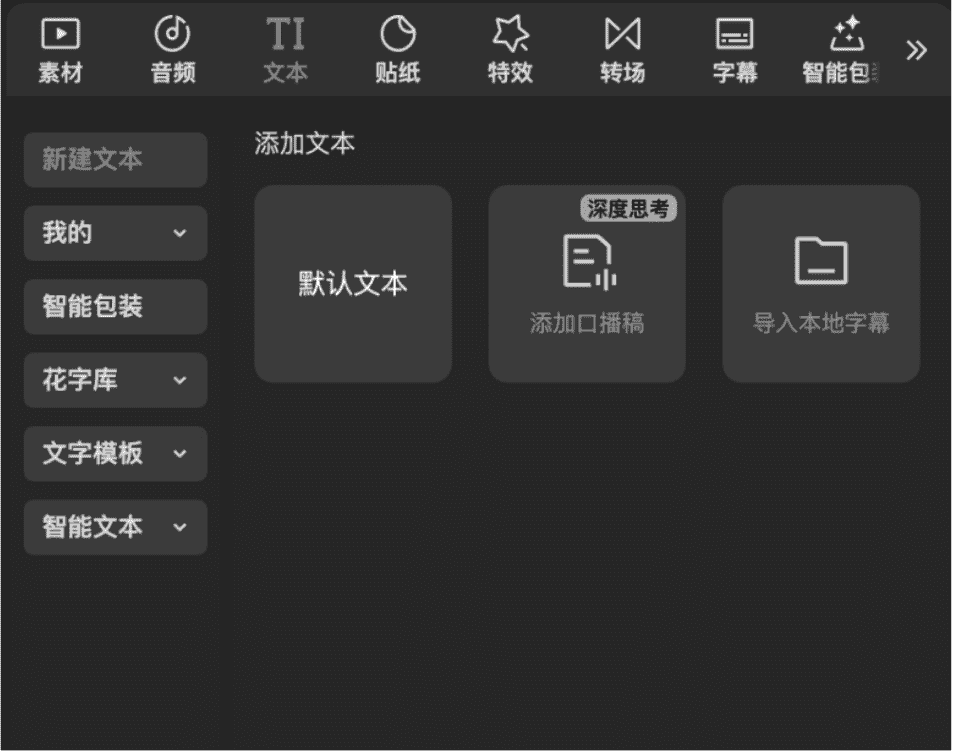 素材 音频 文本 贴纸 特效 转场 字幕 智能包
新建文本
我的
智能包装
花字库
文字模板
智能文本
添加文本
默认文本
深度思考
添加口播稿
导入本地字幕